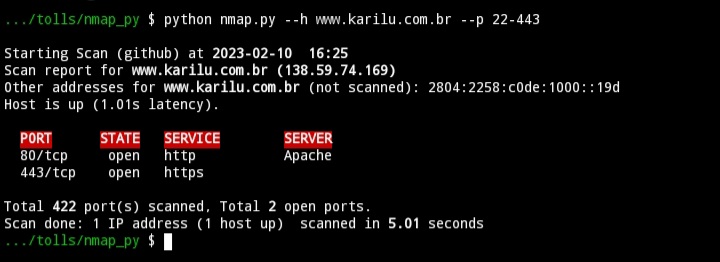 .../tolls/nmap_py $ python nmap.py --h www.karilu.com.br --p 22-443
Starting Scan (github) at 2023-02-10  16:25
Scan report for www.karilu.com.br (138.59.74.169)
Other addresses for www.karilu.com.br (not scanned): 2804:2258:c0de:1000::19d
Host is up (1.01s latency).
PORT STATE SERVICE SERVER
80/tcp open http Apache
443/tcp open https
Total 422 port(s) scanned, Total 2 open ports.
Scan done: 1 IP address (1 host up)  scanned in 5.01 seconds
.../tolls/nmap_py $